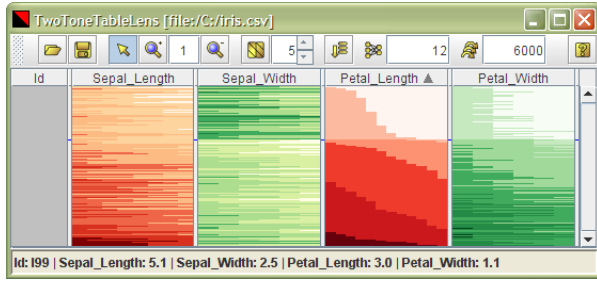 TwoToneTableLens [file:/C:/iris.csv]
1 5 12 6000
Id Sepal_Length Sepal_Width Petal_Length ▲ Petal_Width
Id: I99 | Sepal_Length: 5.1 | Sepal_Width: 2.5 | Petal_Length: 3.0 | Petal_Width: 1.1